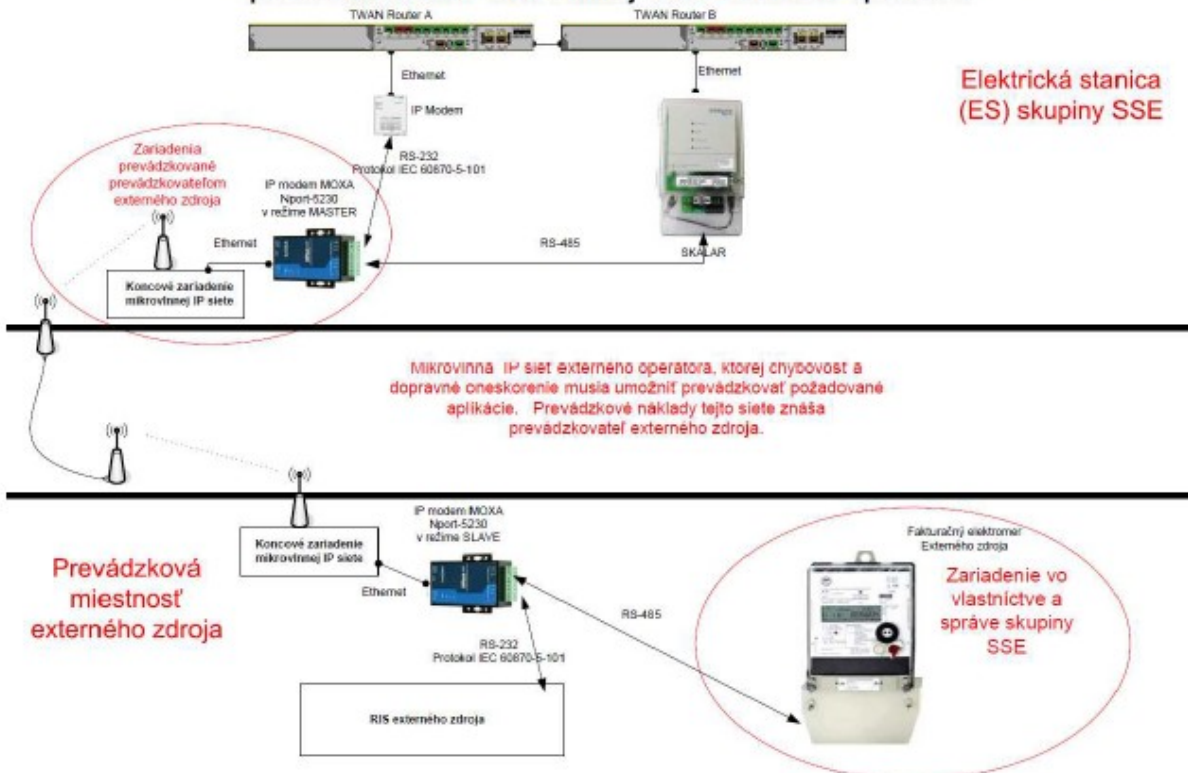 TWAN Router A
TWAN Router B
Ethernet
Ethernet
IP Modem
Elektrická stanica
(ES) skupiny SSE
Zariadenia
prevádzkované
prevádzkovateľom
externého zdroja
RS-232
Protokol IEC 60870-5-101
IP modem MOXA
Nport-5230
v režime MASTER
Ethernet
RS-485
SKALAR
Koncové zariadenie
mikrovlnnej IP siete
Mikrovlnná IP sieť externého operátora, ktorej chybovosť a
dopravné oneskorenie musia umožniť prevádzkovať požadované
aplikácie. Prevádzkové náklady tejto siete znáša
prevádzkovateľ externého zdroja.
IP modem MOXA
Nport-5230
v režime SLAVE
Koncové zariadenie
mikrovlnnej IP siete
Fakturačný elektromer
Externého zdroja
Prevádzková
miestnosť
externého zdroja
Ethernet
Zariadenie vo
vlastníctve a
správe skupiny
SSE
RS-485
RS-232
Protokol IEC 60870-5-101
RIS externého zdroja